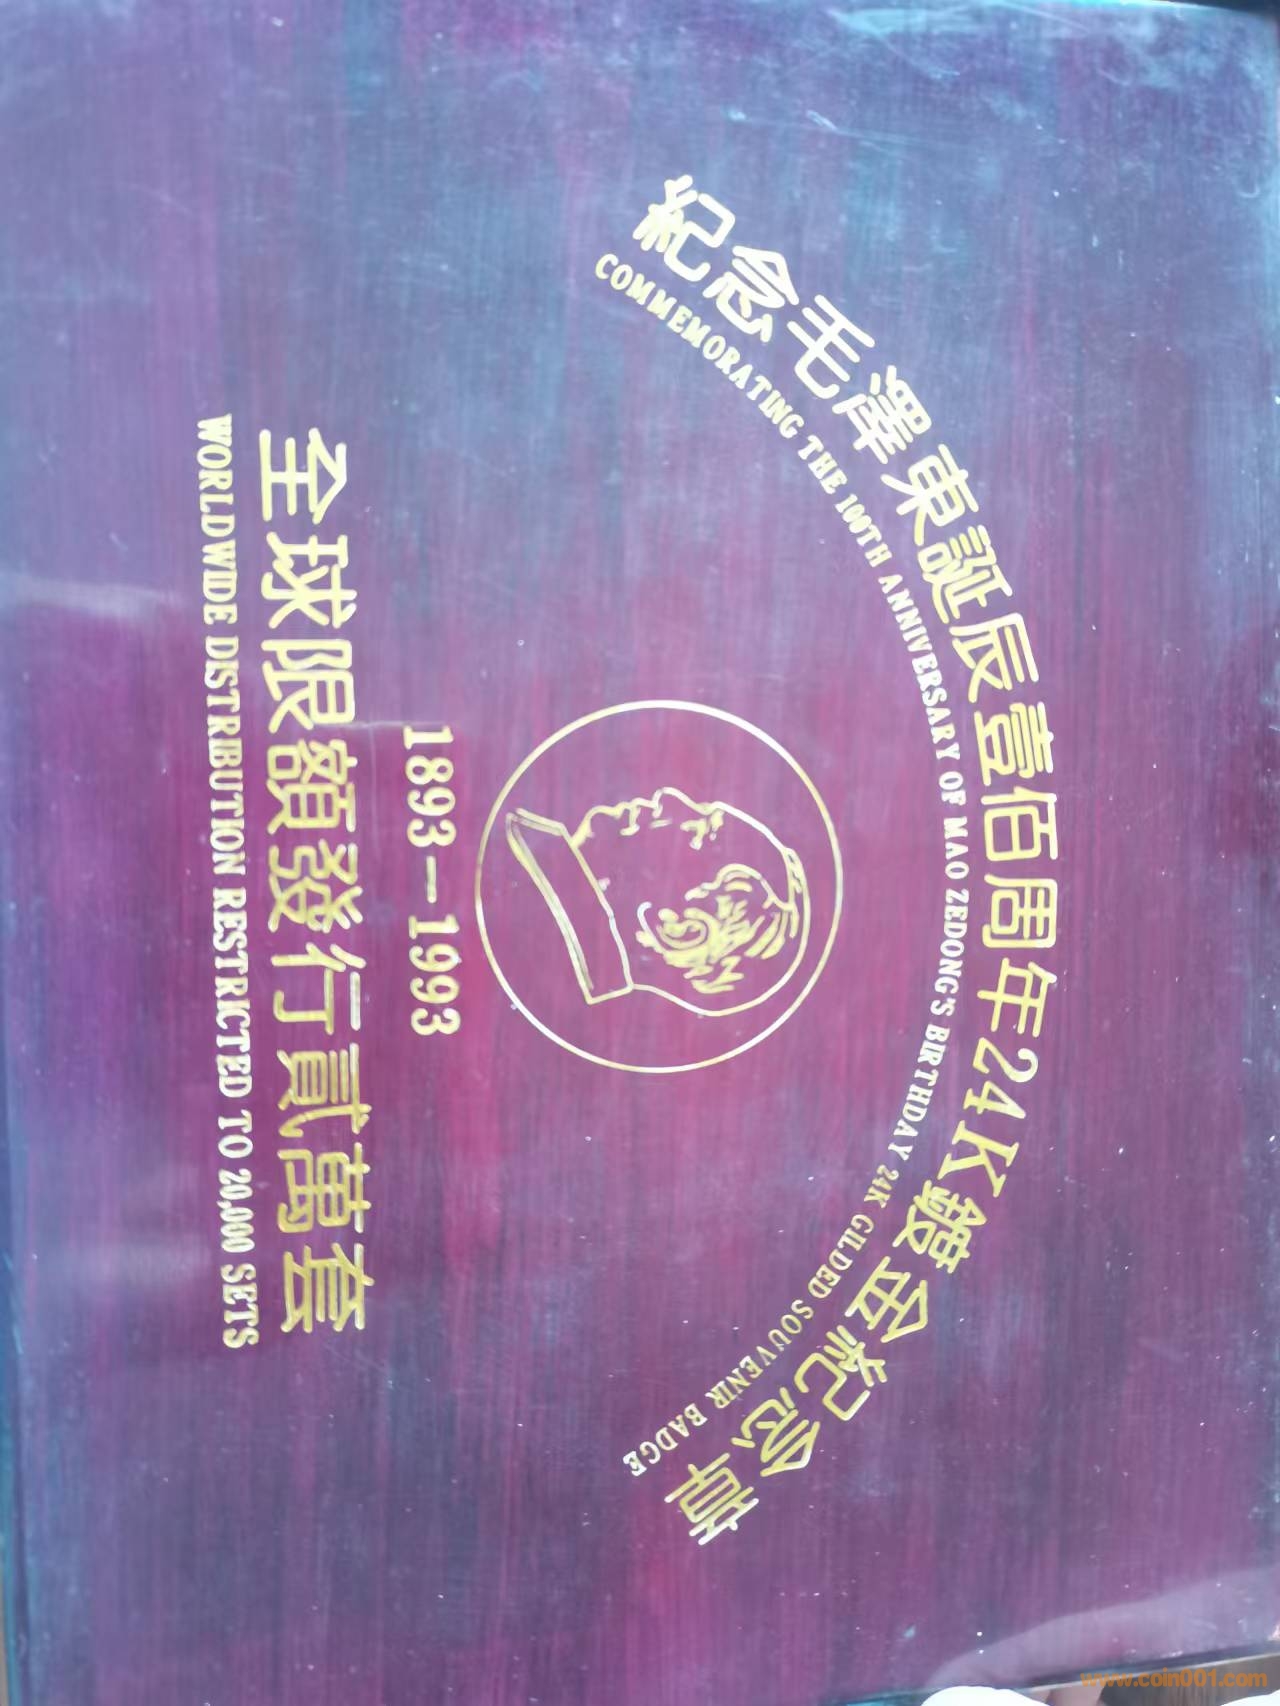 紀念毛澤東誕辰壹佰周年24K鍍金紀念章
COMMEMORATING THE 100TH ANNIVERSARY OF MAO ZEDONG'S BIRTHDAY 24K GILDED SOUVENIR BADGE
1893-1993
全球限額發行貳萬套
WORLDWIDE DISTRIBUTION RESTRICTED TO 20,000 SETS
www.coin001.com